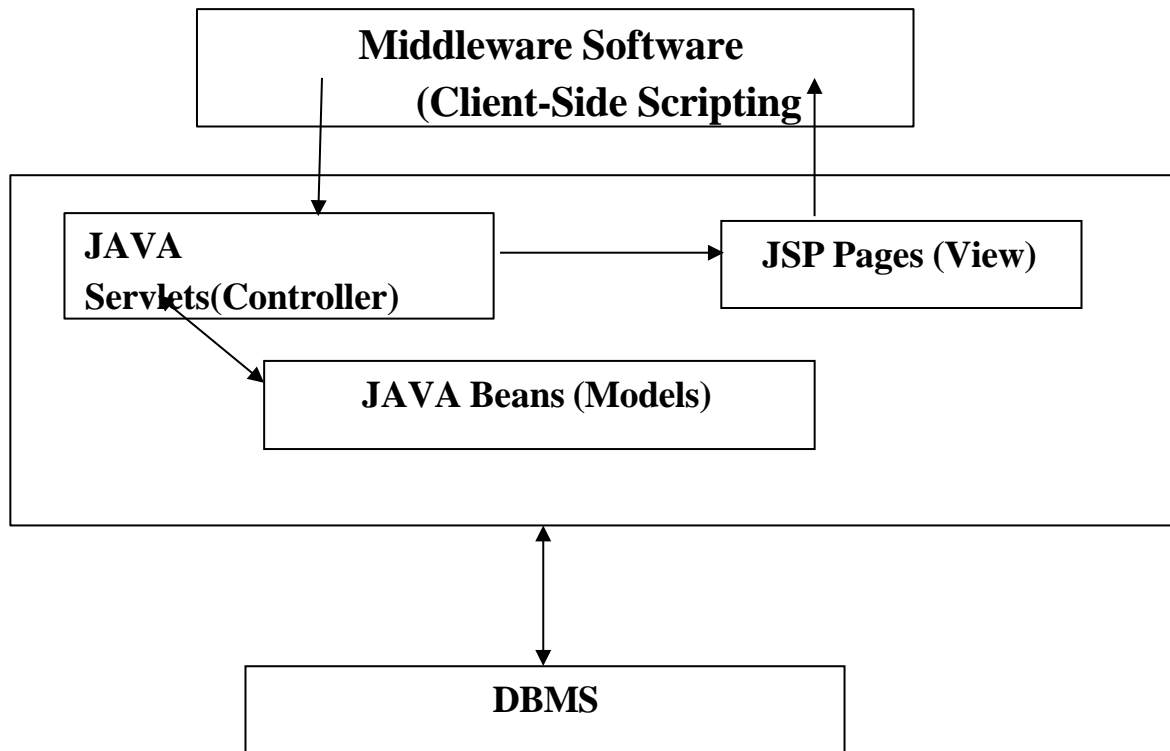 Middleware Software
(Client-Side Scripting
JAVA
Servlets(Controller)
JSP Pages (View)
JAVA Beans (Models)
DBMS